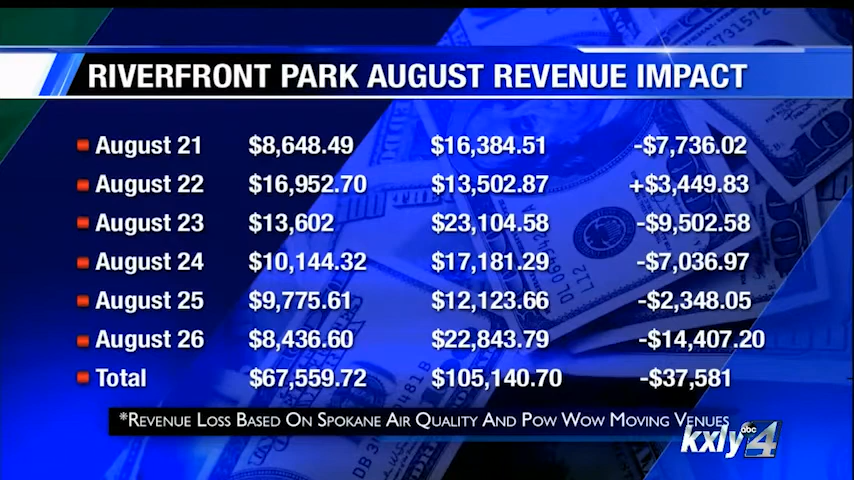 RIVERFRONT PARK AUGUST REVENUE IMPACT
August 21 $8,648.49 $16,384.51 -$7,736.02
August 22 $16,952.70 $13,502.87 +$3,449.83
August 23 $13,602 $23,104.58 -$9,502.58
August 24 $10,144.32 $17,181.29 -$7,036.97
August 25 $9,775.61 $12,123.66 -$2,348.05
August 26 $8,436.60 $22,843.79 -$14,407.20
Total $67,559.72 $105,140.70 -$37,581
*REVENUE LOSS BASED ON SPOKANE AIR QUALITY AND POW WOW MOVING VENUES
kxly abc 4